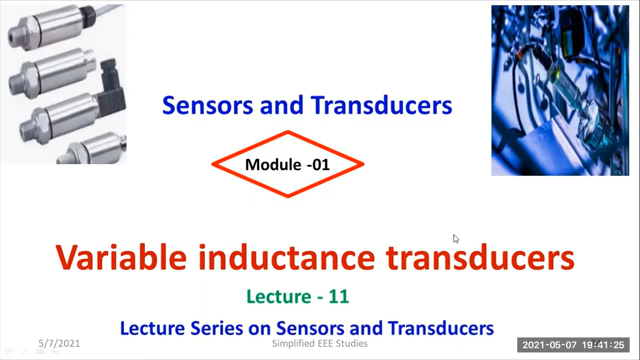 Sensors and Transducers
Module -01
Variable inductance transducers
Lecture - 11
Lecture Series on Sensors and Transducers
5/7/2021
Simplified EEE Studies
2021-05-07 19:41:25